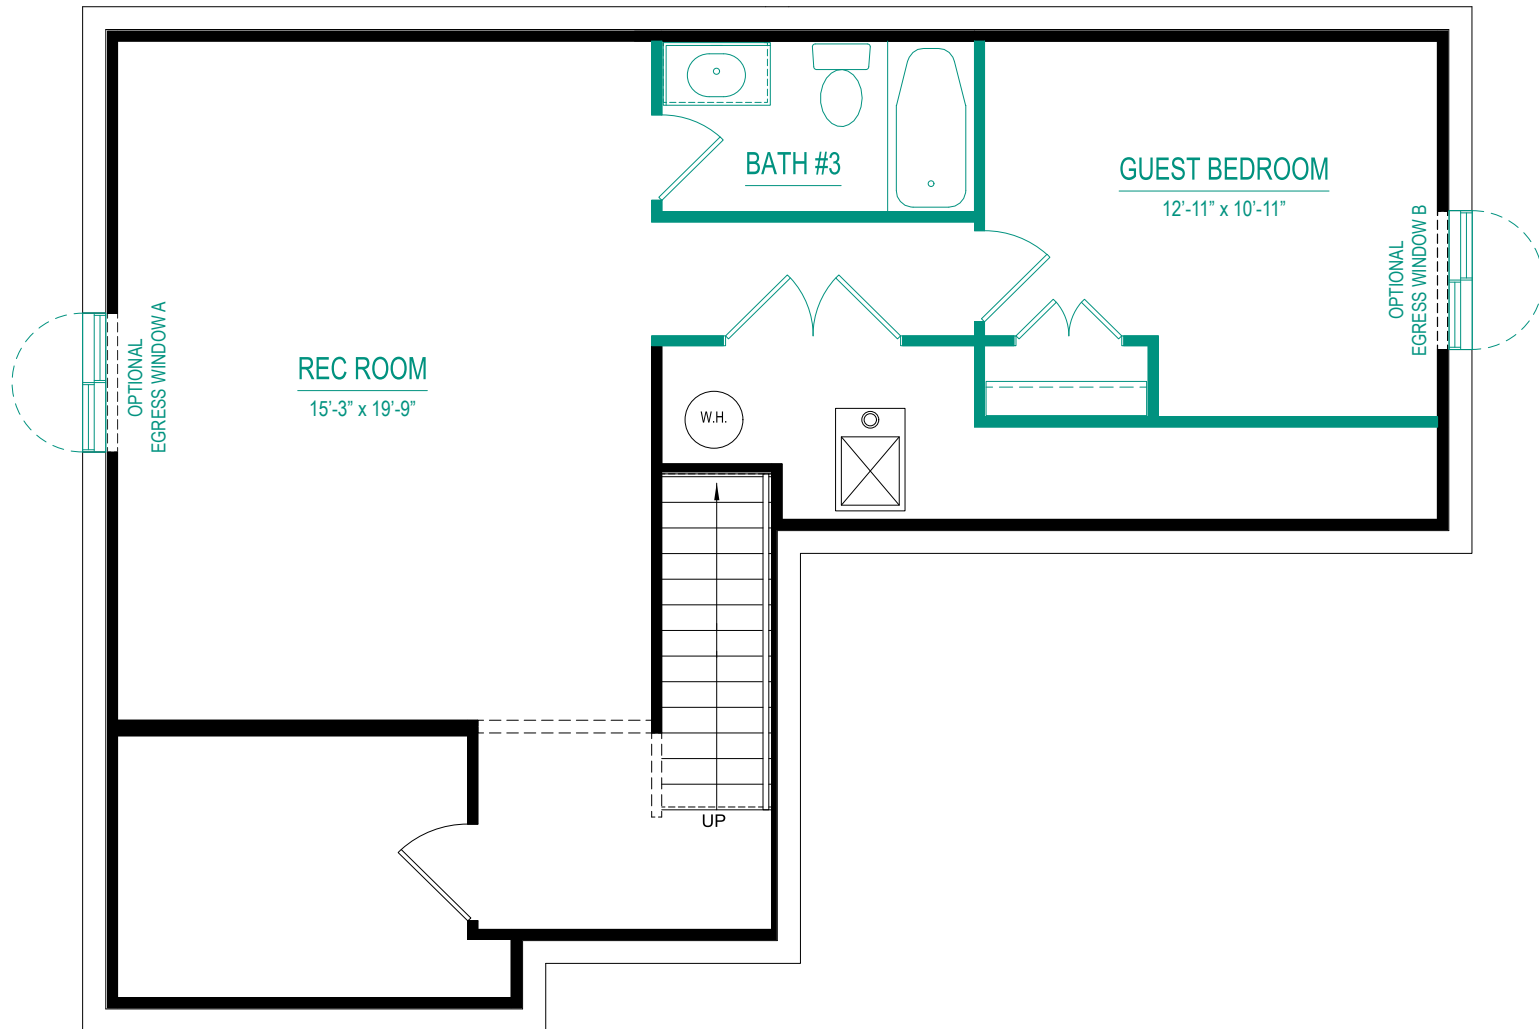 BATH #3
GUEST BEDROOM
12’-11” x 10’-11”
OPTIONAL
EGRESS WINDOW B
OPTIONAL
EGRESS WINDOW A
REC ROOM
15’-3” x 19’-9”
W.H.
UP